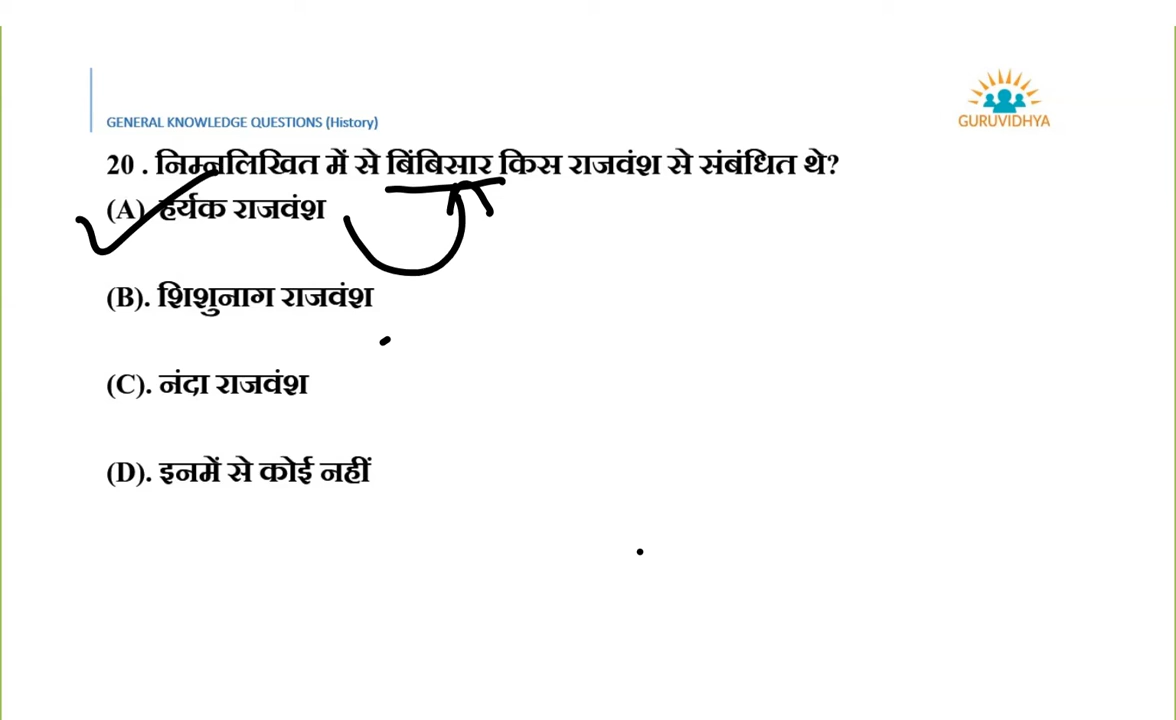 GURUVIDHYA
GENERAL KNOWLEDGE QUESTIONS (History)
20 . निम्नलिखित में से बिंबिसार किस राजवंश से संबंधित थे?
(A) हर्यक राजवंश
(B). शिशुनाग राजवंश
(C). नंदा राजवंश
(D). इनमें से कोई नहीं